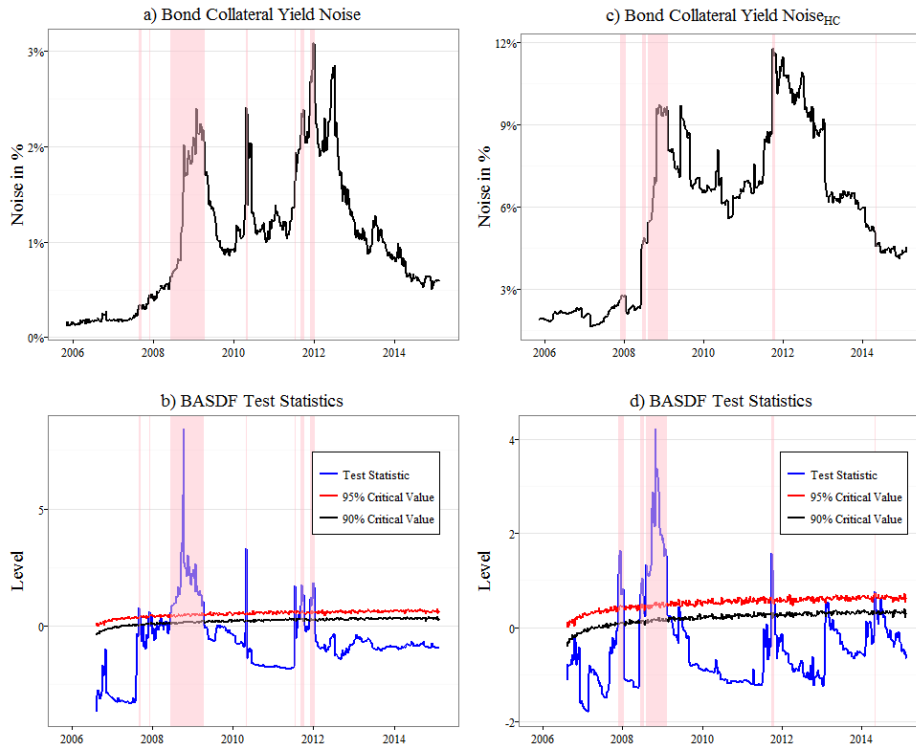 a) Bond Collateral Yield Noise
Noise in %
3%
2%
1%
0%
2006 2008 2010 2012 2014
c) Bond Collateral Yield NoiseHC
Noise in %
12%
9%
6%
3%
2006 2008 2010 2012 2014
b) BASDF Test Statistics
Level
5
0
Test Statistic
95% Critical Value
90% Critical Value
2006 2008 2010 2012 2014
d) BASDF Test Statistics
Level
4
2
0
-2
Test Statistic
95% Critical Value
90% Critical Value
2006 2008 2010 2012 2014